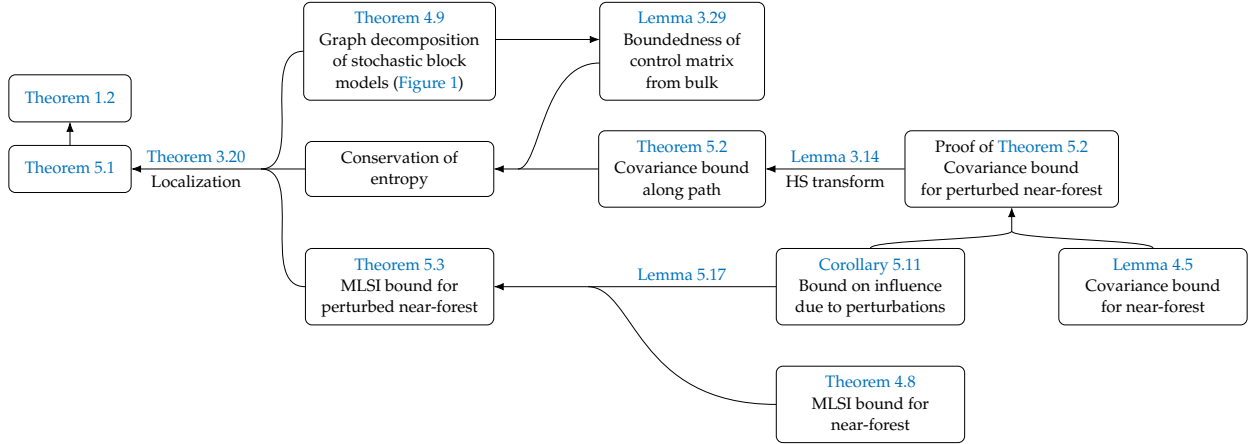 Theorem 4.9
Graph decomposition
of stochastic block
models (Figure 1)
Lemma 3.29
Boundedness of
control matrix
from bulk
Theorem 1.2
Theorem 5.1
Theorem 3.20
Localization
Conservation of
entropy
Theorem 5.2
Covariance bound
along path
Lemma 3.14
HS transform
Proof of Theorem 5.2
Covariance bound
for perturbed near-forest
Theorem 5.3
MLSI bound for
perturbed near-forest
Lemma 5.17
Corollary 5.11
Bound on influence
due to perturbations
Lemma 4.5
Covariance bound
for near-forest
Theorem 4.8
MLSI bound for
near-forest